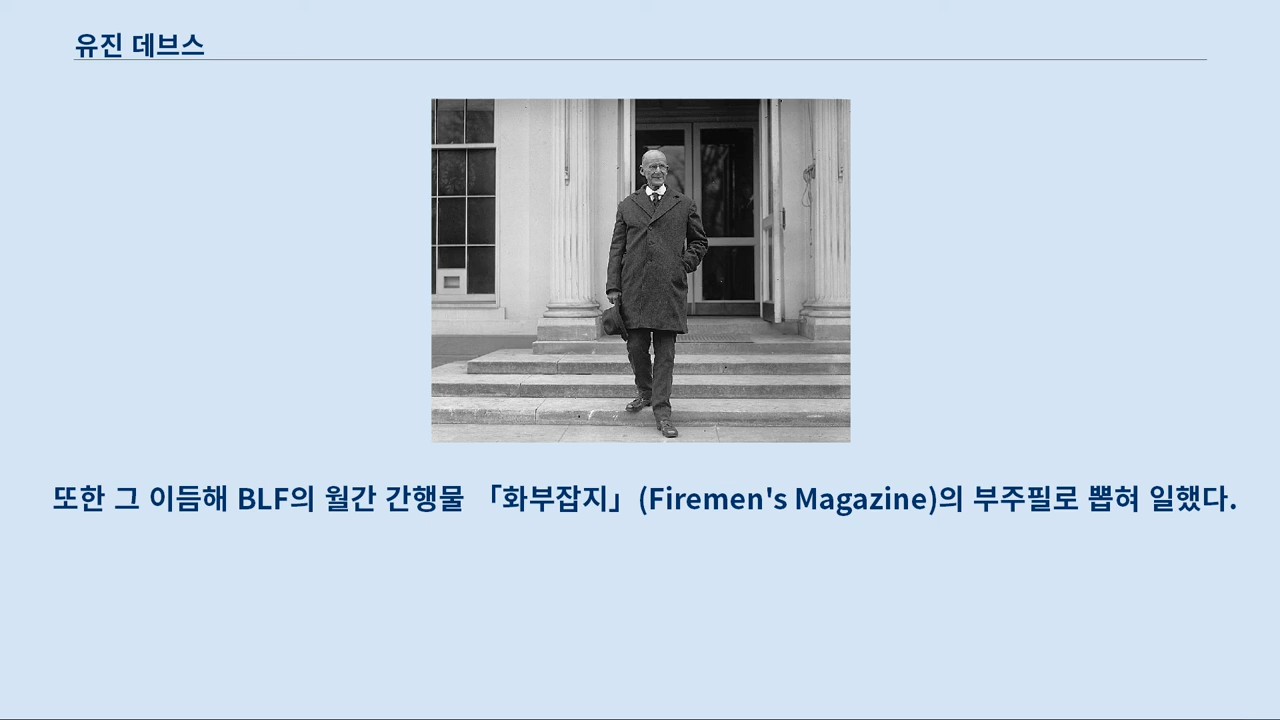 유진 데브스
또한 그 이듬해 BLF의 월간 간행물 「화부잡지」(Firemen's Magazine)의 부주필로 뽑혀 일했다.